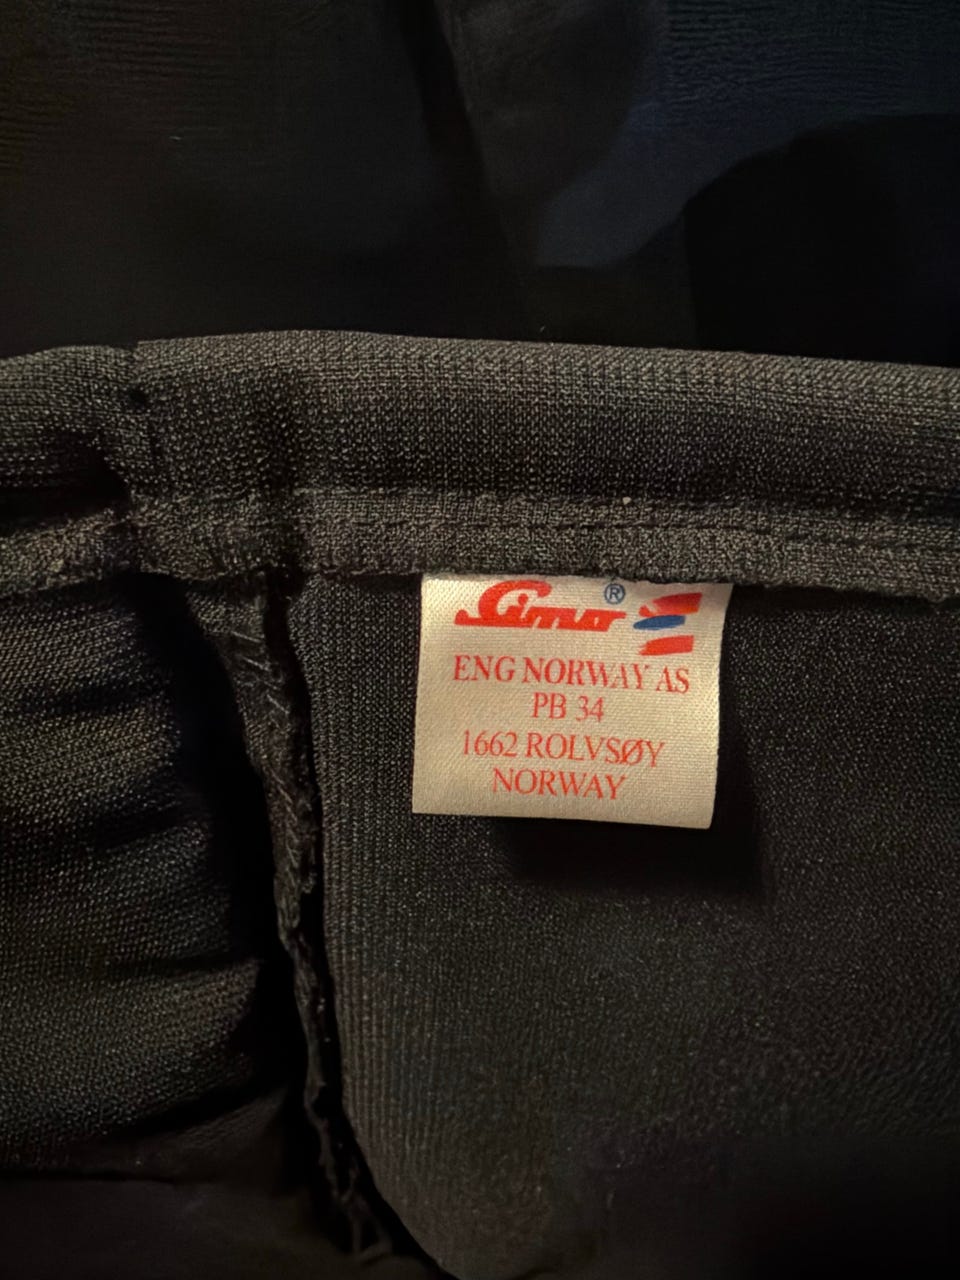 Simo ®
ENG NORWAY AS
PB 34
1662 ROLVSØY
NORWAY